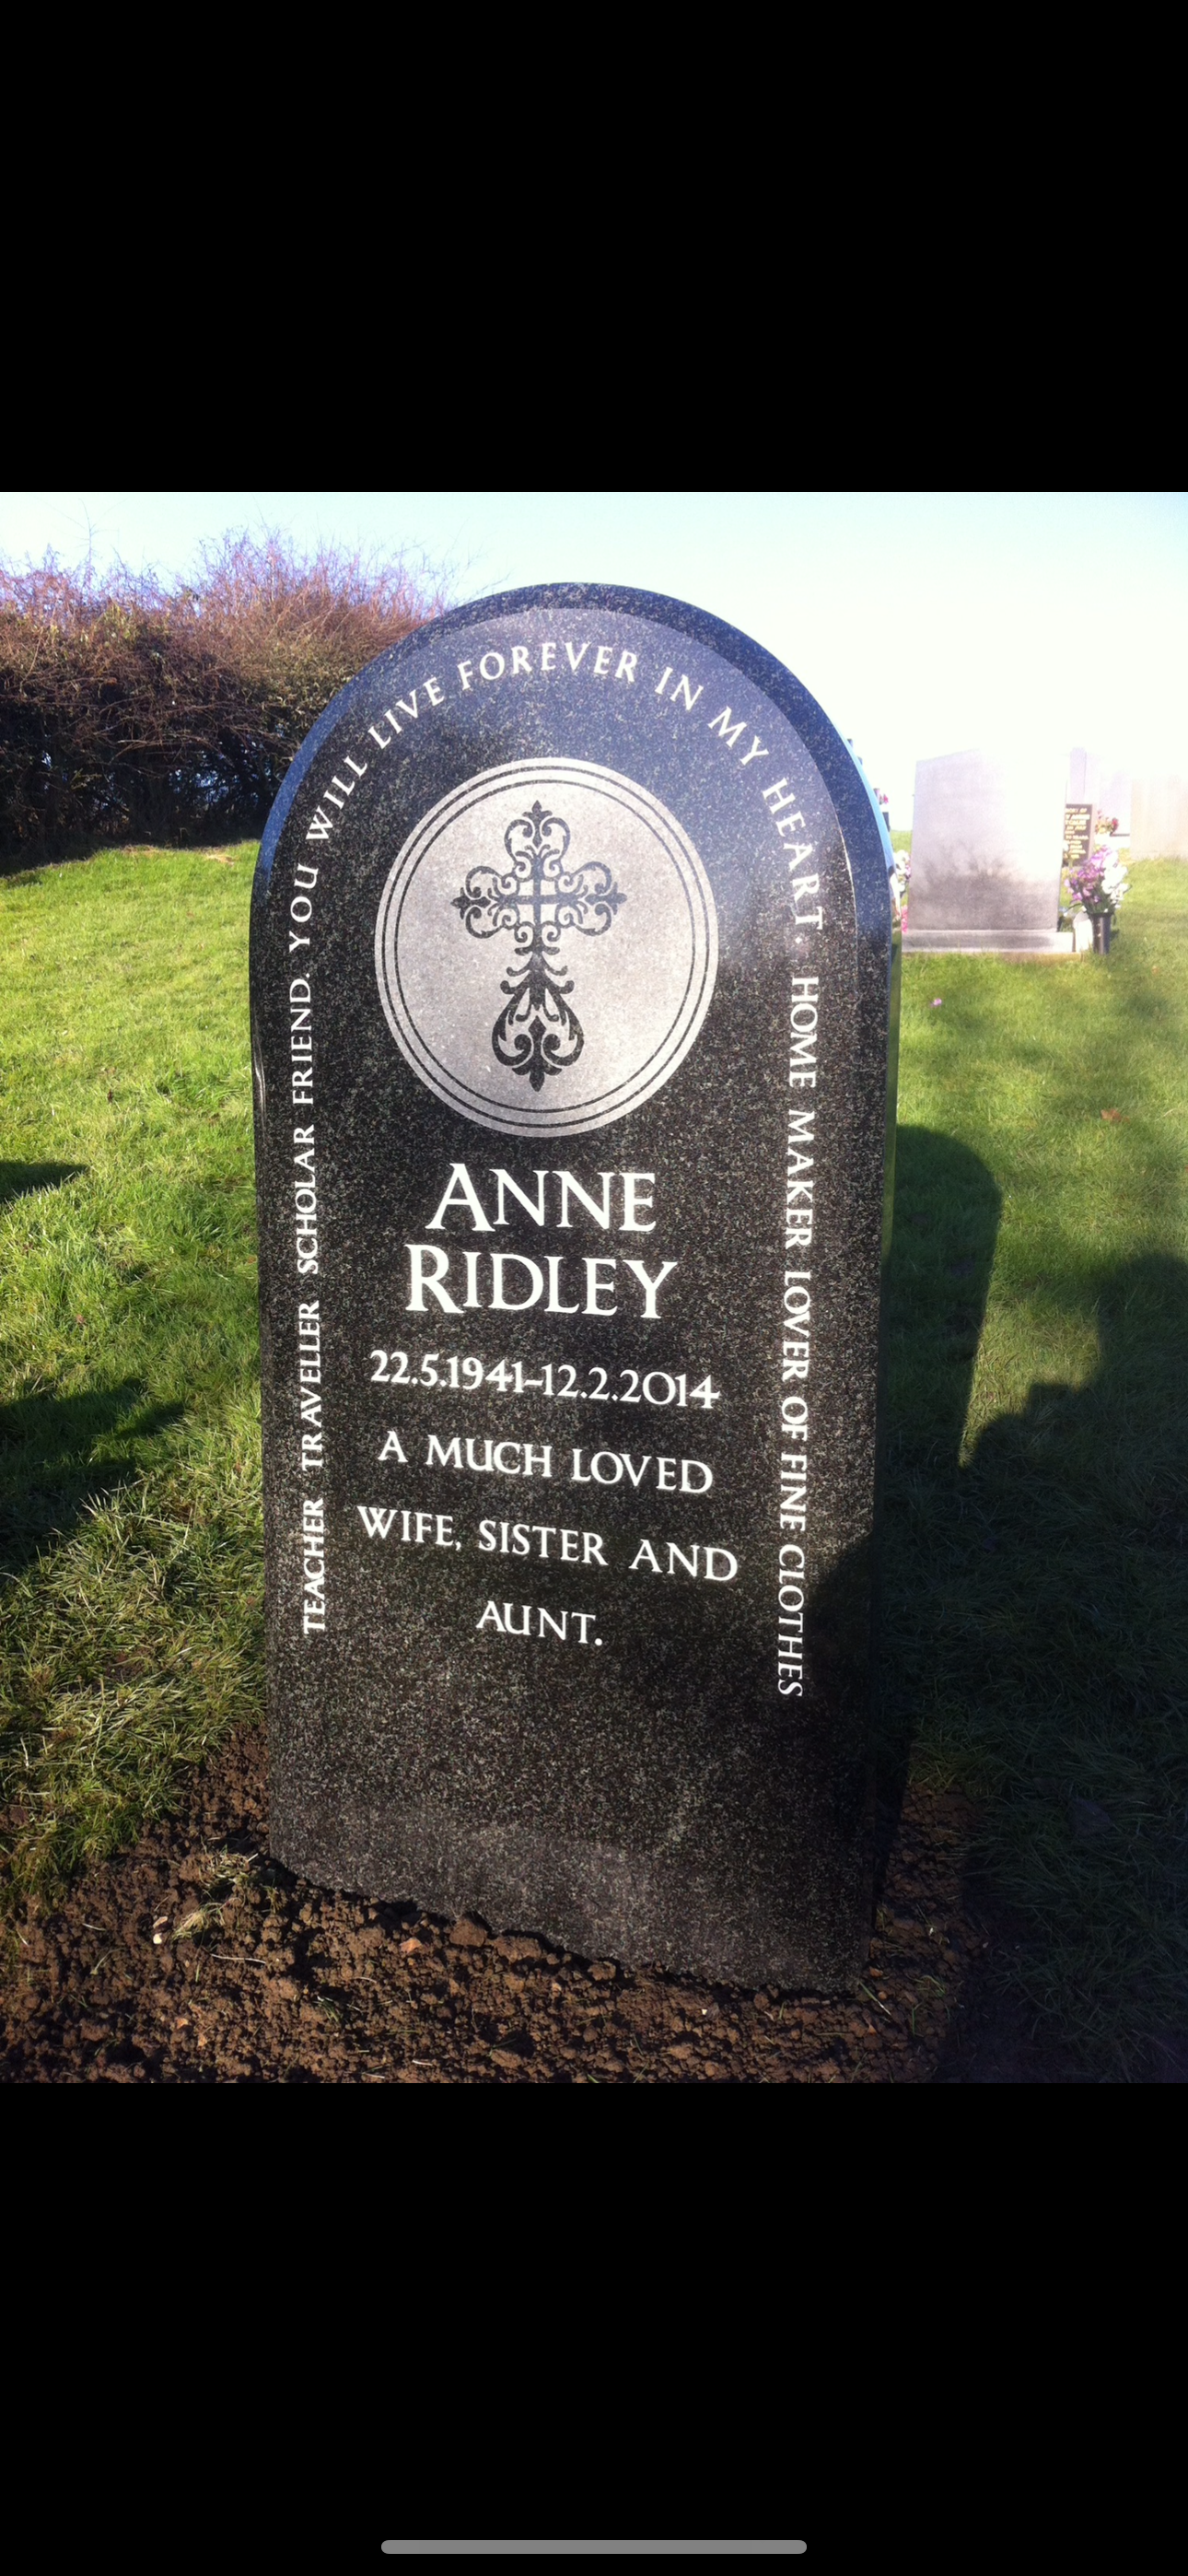 TEACHER TRAVELLER SCHOLAR FRIEND. YOU WILL LIVE FOREVER IN MY HEART. HOME MAKER LOVER OF FINE CLOTHES
ANNE
RIDLEY
22.5.1941-12.2.2014
A MUCH LOVED
WIFE, SISTER AND
AUNT.